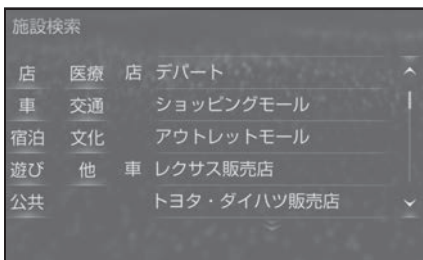 施設検索
店 医療 店 デパート
車 交通 ショッピングモール
宿泊 文化 アウトレットモール
遊び 他 車 レクサス販売店
公共 トヨタ・ダイハツ販売店